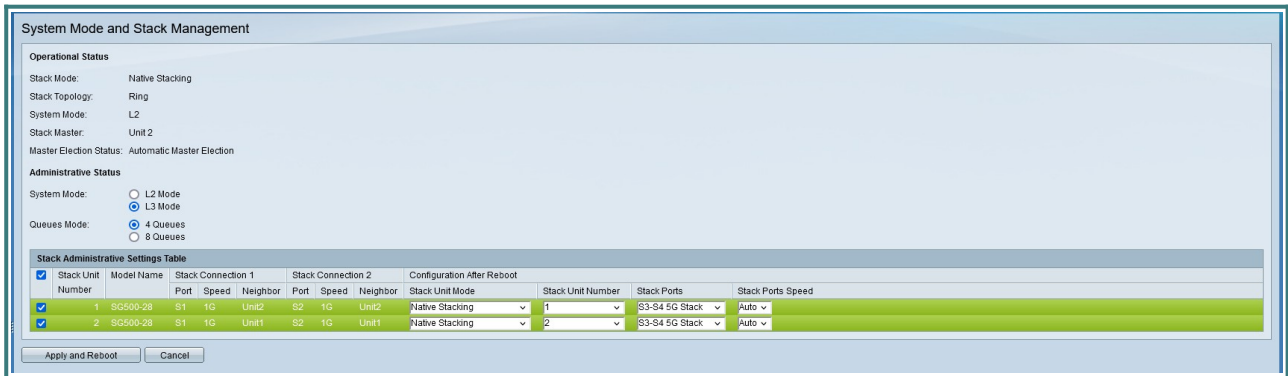 System Mode and Stack Management
Operational Status
Stack Mode: Native Stacking
Stack Topology: Ring
System Mode: L2
Stack Master: Unit 2
Master Election Status: Automatic Master Election
Administrative Status
System Mode: L2 Mode
L3 Mode
Queues Mode: 4 Queues
8 Queues
Stack Administrative Settings Table
Stack Unit Model Name Stack Connection 1 Stack Connection 2 Configuration After Reboot
Number Port Speed Neighbor Port Speed Neighbor Stack Unit Mode Stack Unit Number Stack Ports Stack Ports Speed
1 SG500-28 S1 1G Unit2 S2 1G Unit2 Native Stacking 1 S3-S4 5G Stack Auto
2 SG500-28 S1 1G Unit1 S2 1G Unit1 Native Stacking 2 S3-S4 5G Stack Auto
Apply and Reboot Cancel